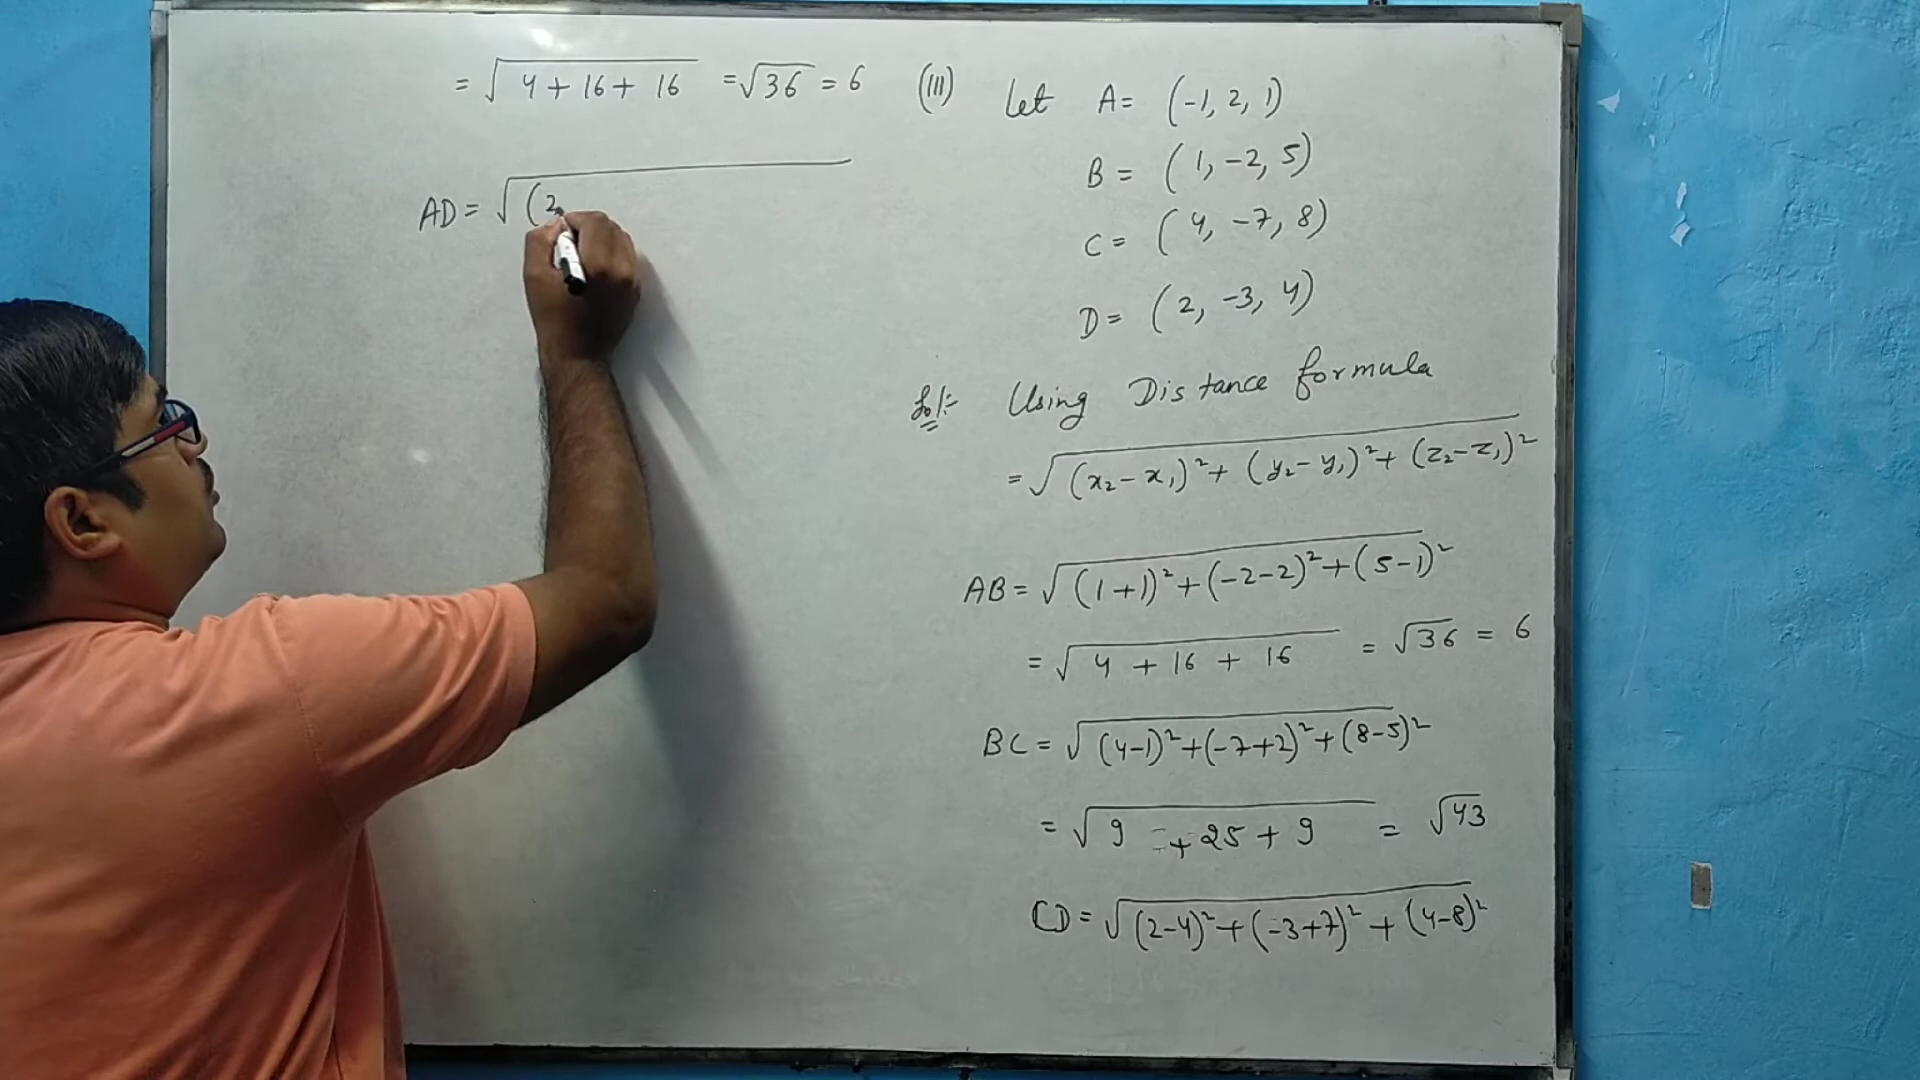 (III) Let A = (-1, 2, 1)
B = (1, -2, 5)
C = (4, -7, 8)
D = (2, -3, 4)
Sol:- Using Distance formula
= √(x₂-x₁)²+(y₂-y₁)²+(z₂-z₁)²
AB = √(1+1)²+(-2-2)²+(5-1)²
= √4 + 16 + 16 = √36 = 6
BC = √(4-1)²+(-7+2)²+(8-5)²
= √9 + 25 + 9 = √43
CD = √(2-4)²+(-3+7)²+(4-8)²
= √4+16+16 = √36 = 6
AD = √(2